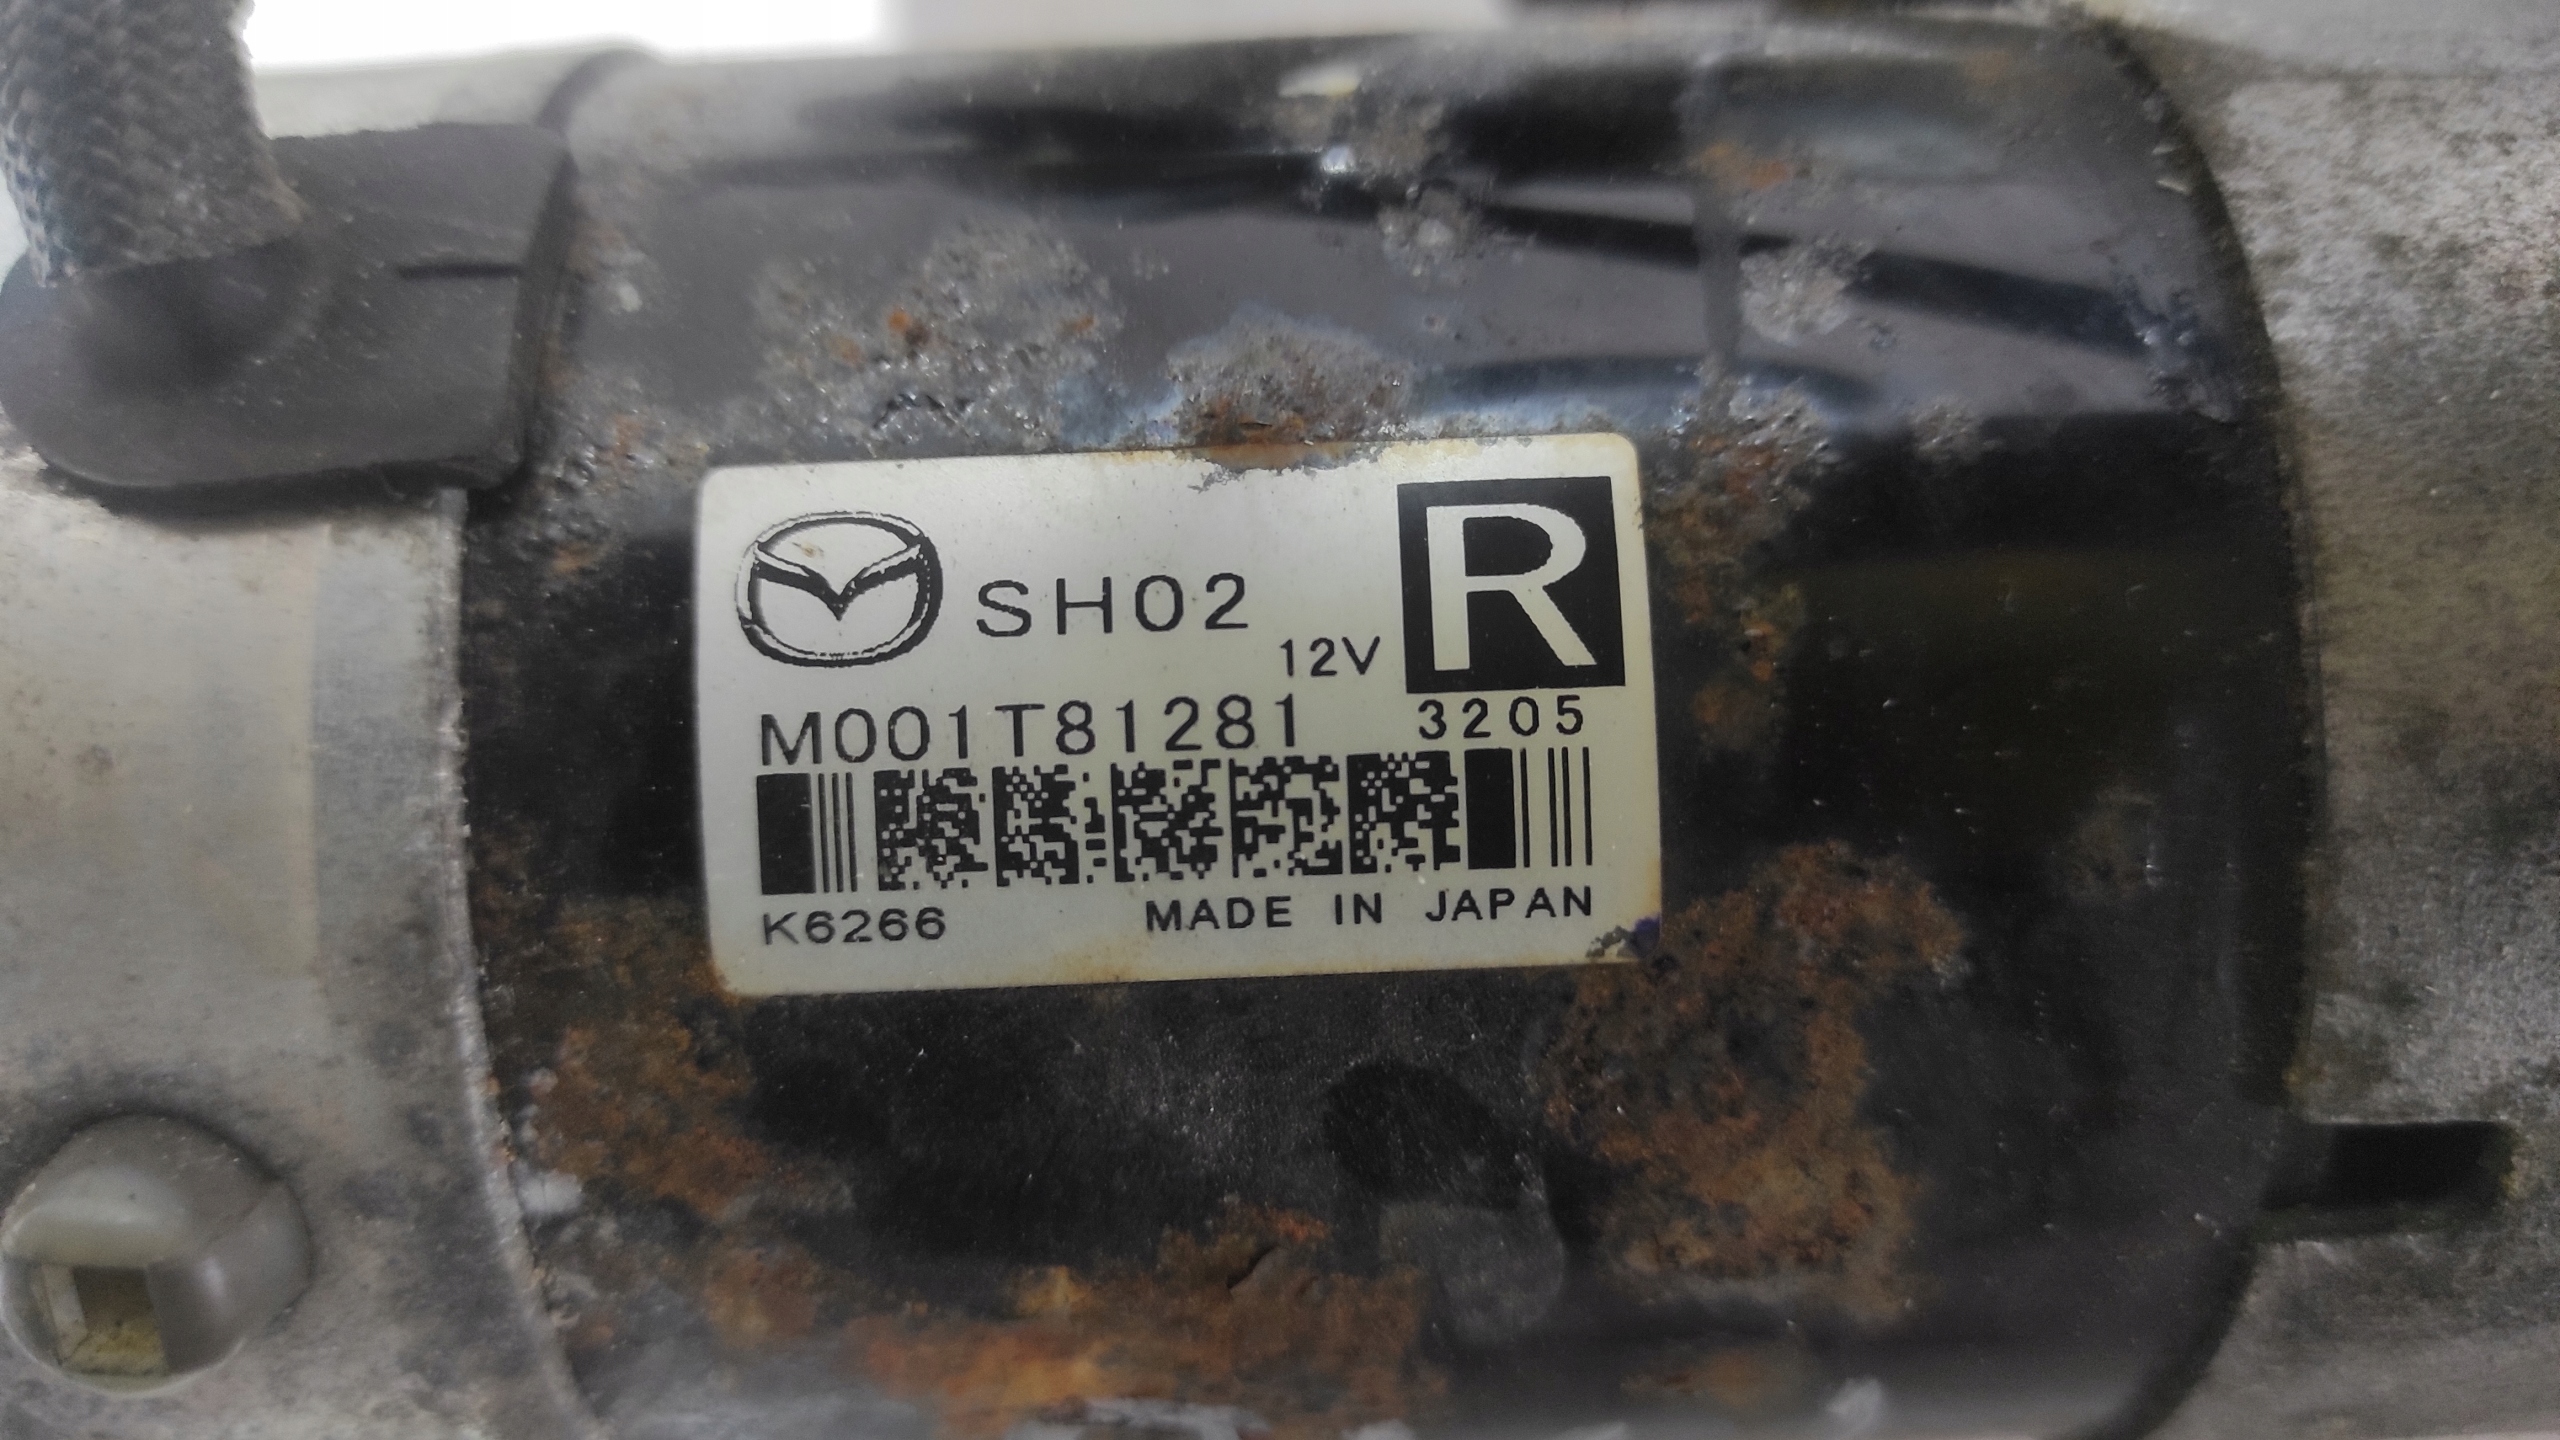 SH02
12V
R
M001T81281
3205
K6266
MADE IN JAPAN